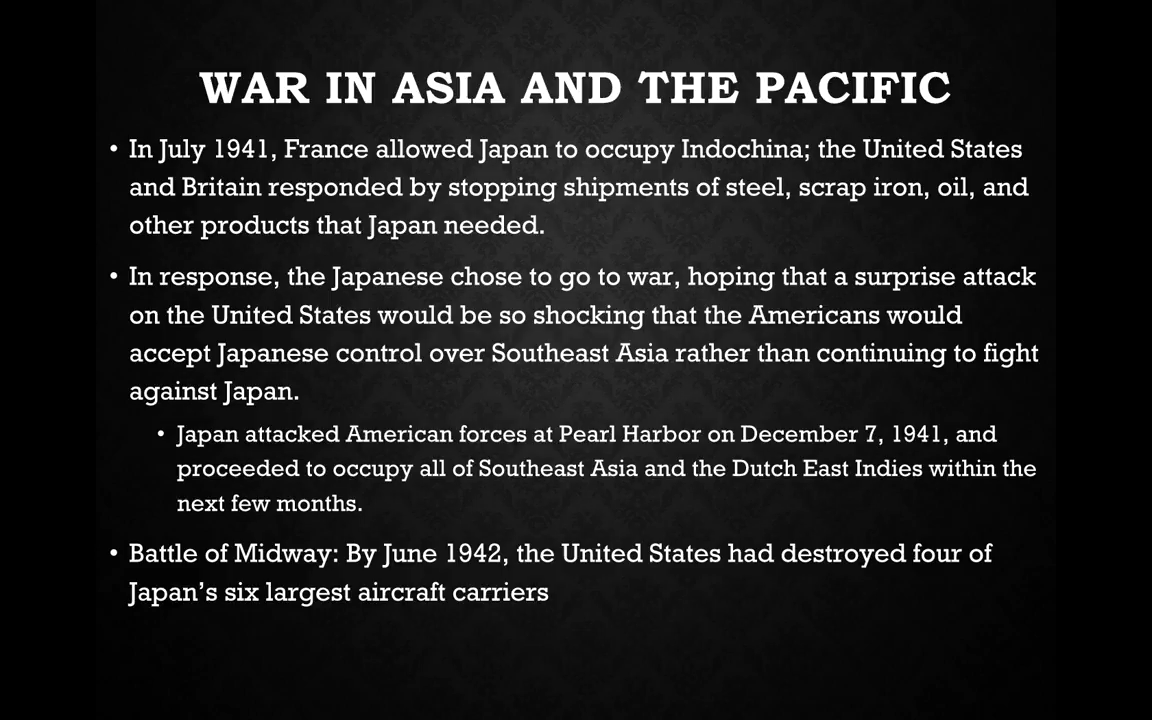 WAR IN ASIA AND THE PACIFIC
• In July 1941, France allowed Japan to occupy Indochina; the United States
and Britain responded by stopping shipments of steel, scrap iron, oil, and
other products that Japan needed.
• In response, the Japanese chose to go to war, hoping that a surprise attack
on the United States would be so shocking that the Americans would
accept Japanese control over Southeast Asia rather than continuing to fight
against Japan.
• Japan attacked American forces at Pearl Harbor on December 7, 1941, and
proceeded to occupy all of Southeast Asia and the Dutch East Indies within the
next few months.
• Battle of Midway: By June 1942, the United States had destroyed four of
Japan’s six largest aircraft carriers